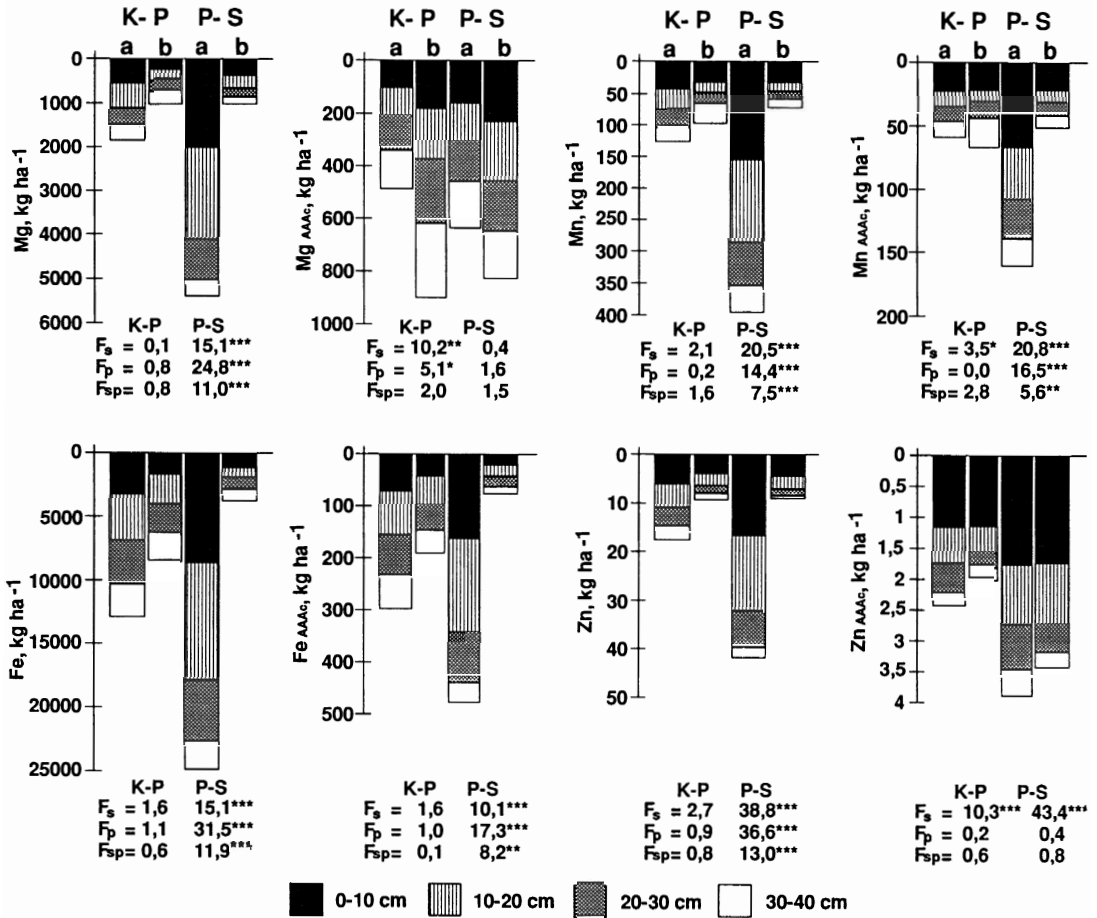 K- P P- S K- P P- S K- P P- S K- P P- S
a b a b a b a b a b a b a b a b
Mg, kg ha-1
0
1000
2000
3000
4000
5000
6000
K-P P-S
Fs = 0,1 15,1***
Fp = 0,8 24,8***
Fsp= 0,8 11,0***
Mg AAAc, kg ha-1
0
200
400
600
800
1000
K-P P-S
Fs = 10,2** 0,4
Fp = 5,1* 1,6
Fsp= 2,0 1,5
Mn, kg ha-1
0
50
100
150
200
250
300
350
400
K-P P-S
Fs = 2,1 20,5***
Fp = 0,2 14,4***
Fsp= 1,6 7,5***
Mn AAAc, kg ha-1
0
50
100
150
200
K-P P-S
Fs = 3,5* 20,8***
Fp = 0,0 16,5***
Fsp= 2,8 5,6**
Fe, kg ha-1
0
5000
10000
15000
20000
25000
K-P P-S
Fs = 1,6 15,1***
Fp = 1,1 31,5***
Fsp= 0,6 11,9***
Fe AAAc, kg ha-1
0
100
200
300
400
500
K-P P-S
Fs = 1,6 10,1***
Fp = 1,0 17,3***
Fsp= 0,1 8,2**
Zn, kg ha-1
0
10
20
30
40
50
K-P P-S
Fs = 2,7 38,8***
Fp = 0,9 36,6***
Fsp= 0,8 13,0***
Zn AAAc, kg ha-1
0
0,5
1
1,5
2
2,5
3
3,5
4
K-P P-S
Fs = 10,3*** 43,4***
Fp = 0,2 0,4
Fsp= 0,6 0,8
0-10 cm 10-20 cm 20-30 cm 30-40 cm